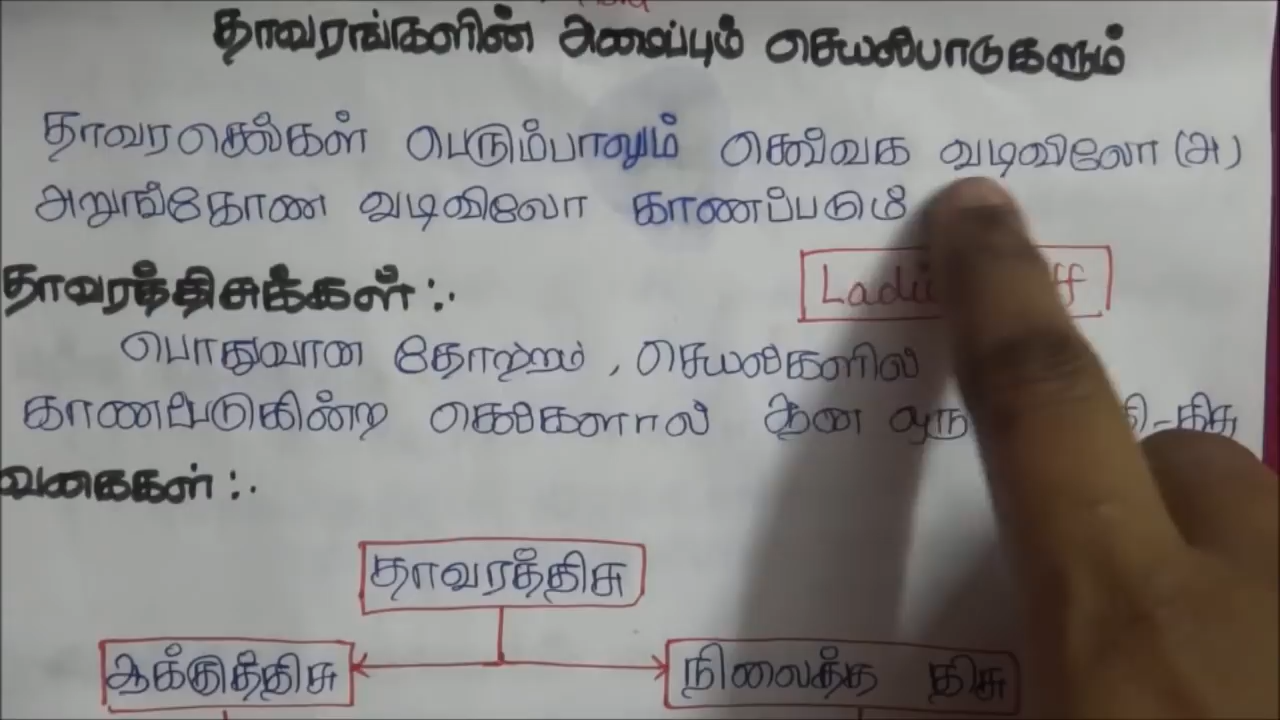 தாவரங்களின் அமைப்பும் செயல்பாடுகளும்
தாவரசெல்கள் பெரும்பாலும் செவ்வக வடிவிலோ (அ)
அறுங்கோண வடிவிலோ காணப்படும்
தாவரத்திசுக்கள் :-
பொதுவான தோற்றம் , செயல்களில்
காணப்படுகின்ற செல்களால் ஆன
வகைகள் :-
தாவரத்திசு
ஆக்குத்திசு நிலைத்த திசு